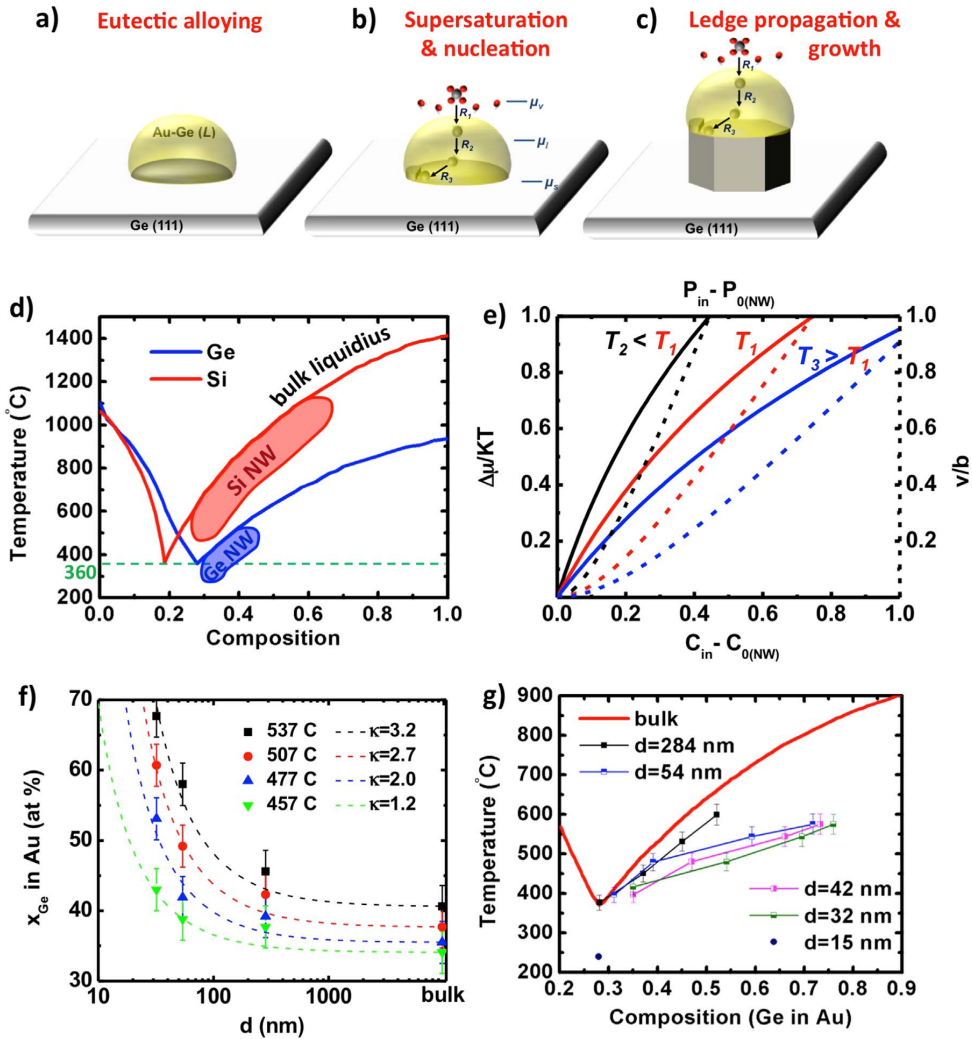 a) Eutectic alloying
b) Supersaturation
& nucleation
c) Ledge propagation &
growth
Au-Ge (L)
Ge (111)
R1
R2
R3
μv
μl
μs
Ge (111)
R1
R2
R3
Ge (111)
d)
Temperature (°C)
1400
1200
1000
800
600
400
360
200
Ge
Si
bulk liquidius
Si NW
Ge NW
0.0 0.2 0.4 0.6 0.8 1.0
Composition
e)
Pin- P0(NW)
Δμ/KT
1.0
0.8
0.6
0.4
0.2
T2 < T1
T1
T3 > T1
1.0
0.8
0.6
0.4
0.2
v/b
0.0 0.2 0.4 0.6 0.8 1.0
Cin- C0(NW)
f)
xGe in Au (at %)
70
60
50
40
30
537 C κ=3.2
507 C κ=2.7
477 C κ=2.0
457 C κ=1.2
10 100 1000 bulk
d (nm)
g)
Temperature (°C)
900
800
700
600
500
400
300
200
bulk
d=284 nm
d=54 nm
d=42 nm
d=32 nm
d=15 nm
0.2 0.3 0.4 0.5 0.6 0.7 0.8 0.9
Composition (Ge in Au)